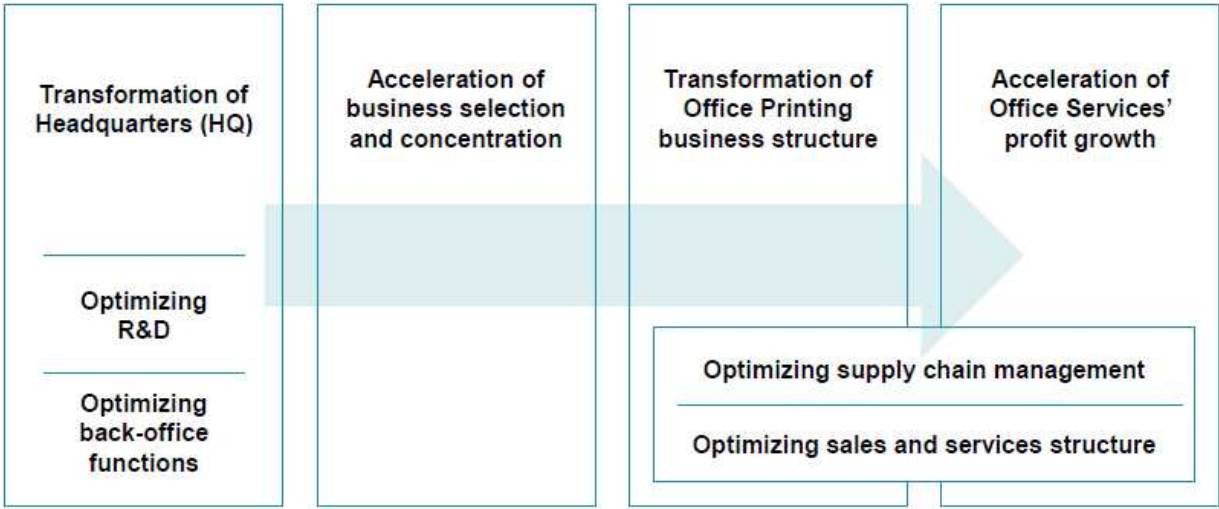 Transformation of
Headquarters (HQ)
Optimizing
R&D
Optimizing
back-office
functions
Acceleration of
business selection
and concentration
Transformation of
Office Printing
business structure
Acceleration of
Office Services’
profit growth
Optimizing supply chain management
Optimizing sales and services structure